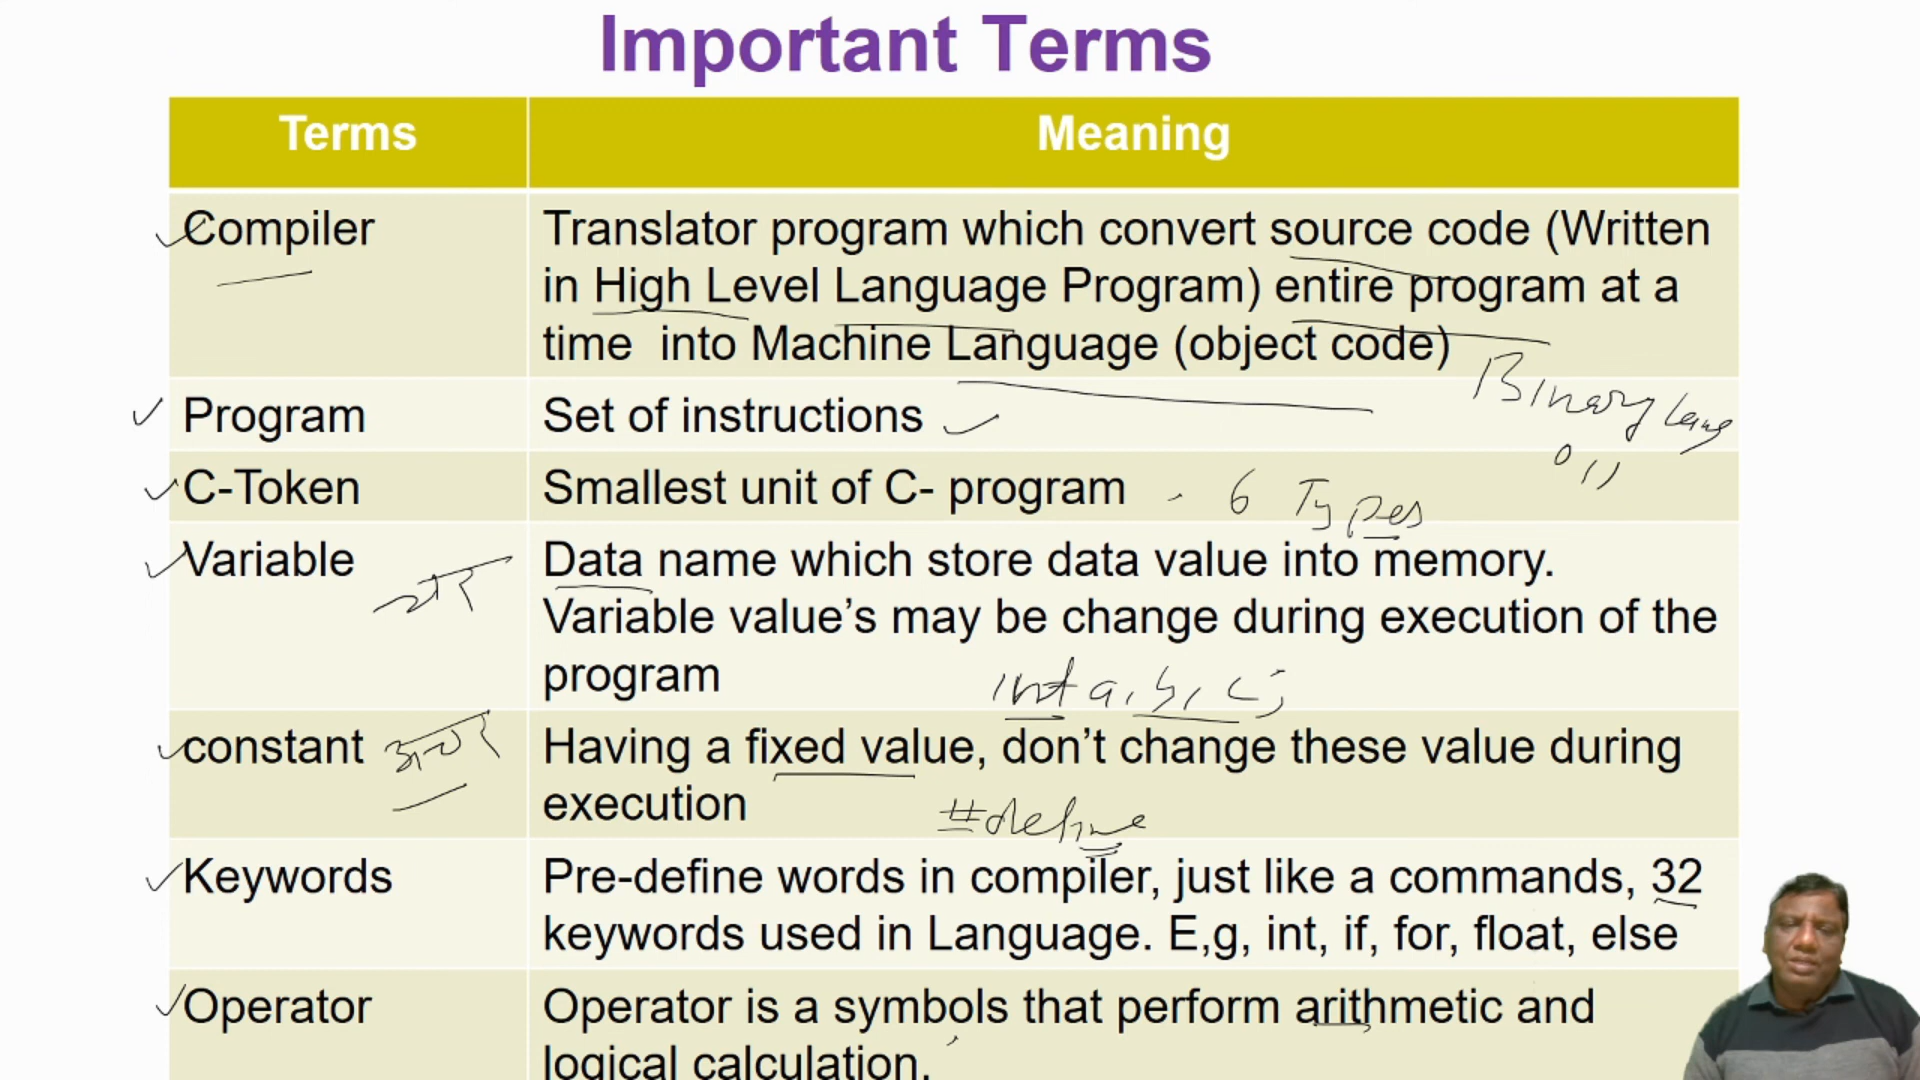 Important Terms
Terms Meaning
Compiler Translator program which convert source code (Written
in High Level Language Program) entire program at a
time into Machine Language (object code)
Binary Lang
0 1
Program Set of instructions
C-Token Smallest unit of C- program - 6 Types
Variable चर Data name which store data value into memory.
Variable value’s may be change during execution of the
program int a, b, c;
constant अचर Having a fixed value, don’t change these value during
execution #define
Keywords Pre-define words in compiler, just like a commands, 32
keywords used in Language. E,g, int, if, for, float, else
Operator Operator is a symbols that perform arithmetic and
logical calculation.